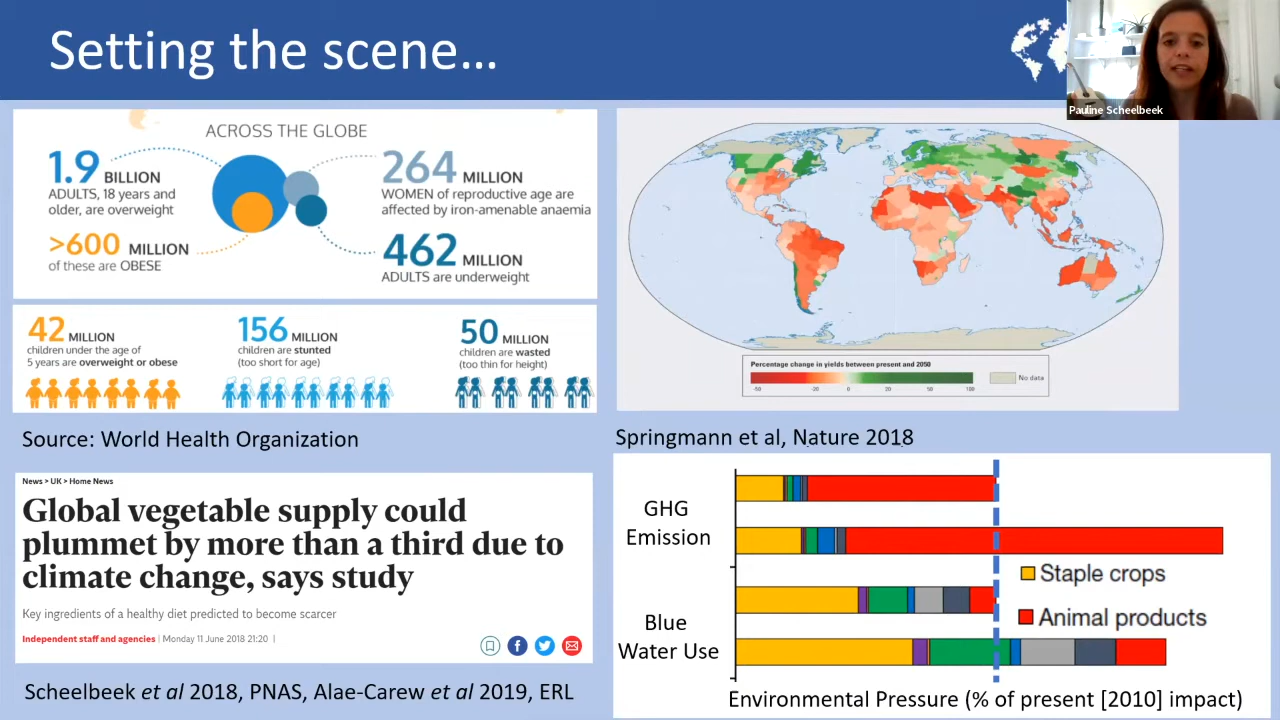 Setting the scene…
Pauline Scheelbeek
ACROSS THE GLOBE
1.9 BILLION
ADULTS, 18 years and
older, are overweight
>600 MILLION
of these are OBESE
264 MILLION
WOMEN of reproductive age are
affected by iron-amenable anaemia
462 MILLION
ADULTS are underweight
42 MILLION
children under the age of
5 years are overweight or obese
156 MILLION
children are stunted
(too short for age)
50 MILLION
children are wasted
(too thin for height)
Source: World Health Organization
Percentage change in yields between present and 2050
-50 -20 0 20 50 100
No data
Springmann et al, Nature 2018
News > UK > Home News
Global vegetable supply could
plummet by more than a third due to
climate change, says study
Key ingredients of a healthy diet predicted to become scarcer
Independent staff and agencies | Monday 11 June 2018 21:20 |
Scheelbeek et al 2018, PNAS, Alae-Carew et al 2019, ERL
GHG
Emission
Blue
Water Use
Staple crops
Animal products
Environmental Pressure (% of present [2010] impact)